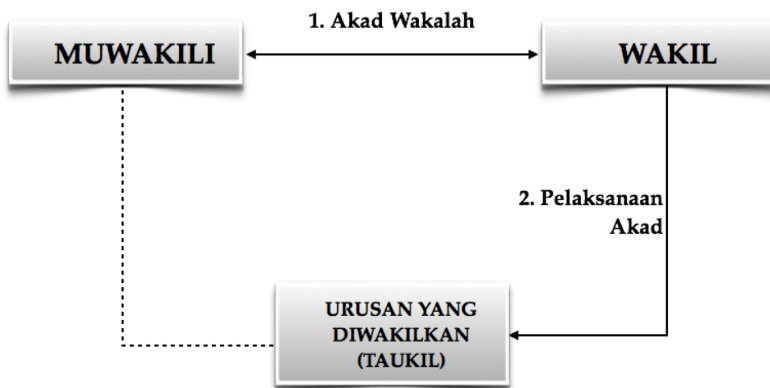 1. Akad Wakalah
MUWAKILI
WAKIL
2. Pelaksanaan
Akad
URUSAN YANG
DIWAKILKAN
(TAUKIL)